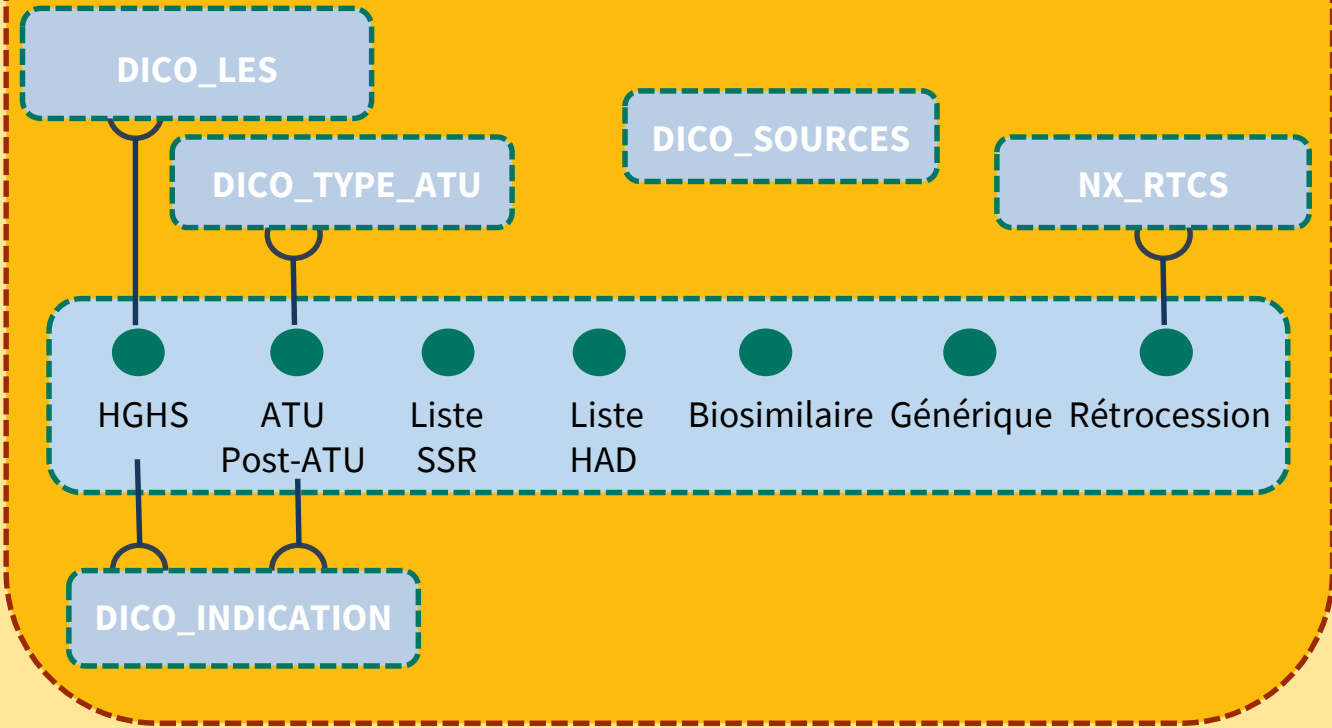 DICO_LES
DICO_SOURCES
DICO_TYPE_ATU
NX_RTCS
HGHS
ATU
Post-ATU
Liste
SSR
Liste
HAD
Biosimilaire
Générique
Rétrocession
DICO_INDICATION